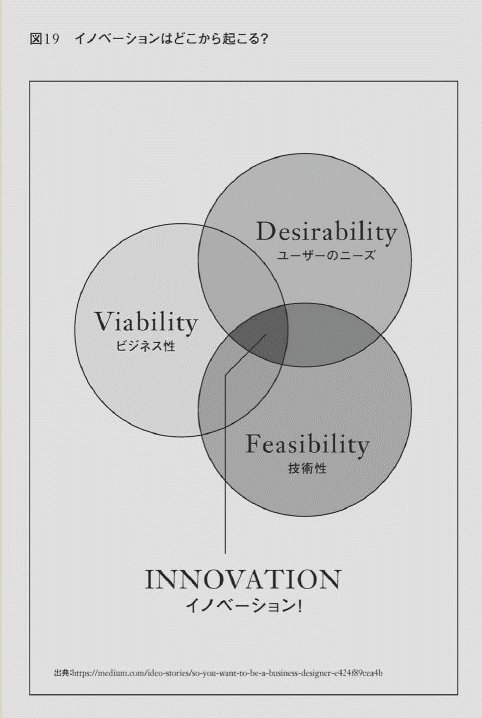 図19 イノベーションはどこから起こる?
Desirability
ユーザーのニーズ
Viability
ビジネス性
Feasibility
技術性
INNOVATION
イノベーション!
出典:https://medium.com/ideo-stories/so-you-want-to-be-a-business-designer-e424f89cea4b